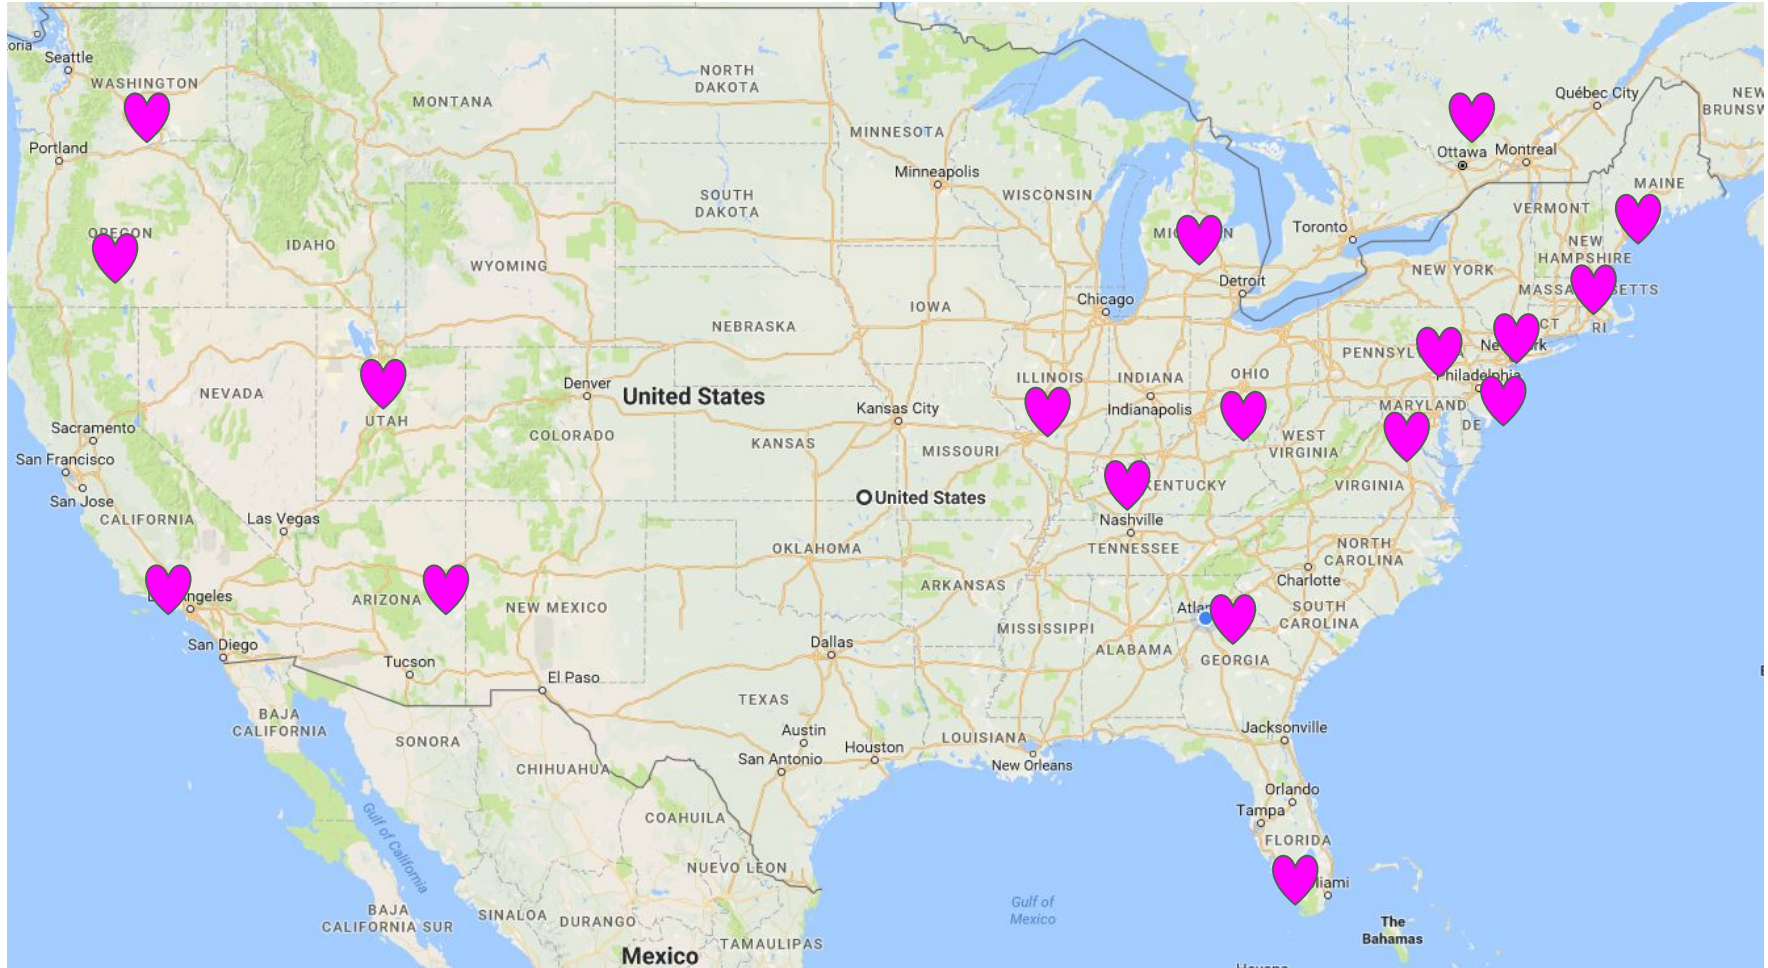 Québec City
NEW
BRUNSW
oria
Seattle
WASHINGTON
NORTH
DAKOTA
MONTANA
MINNESOTA
Portland
Ottawa
Montreal
Minneapolis
MAINE
SOUTH
DAKOTA
WISCONSIN
VERMONT
Toronto
IDAHO
NEW
HAMPSHIRE
WYOMING
NEW YORK
Detroit
Chicago
IOWA
NEBRASKA
CT
RI
PENNSYL
ILLINOIS
INDIANA
OHIO
Philadelphia
NEVADA
Denver
United States
Kansas City
Indianapolis
MARYLAND
UTAH
Sacramento
COLORADO
KANSAS
MISSOURI
WEST
VIRGINIA
DE
San Francisco
San Jose
United States
KENTUCKY
VIRGINIA
CALIFORNIA
Las Vegas
Nashville
OKLAHOMA
TENNESSEE
NORTH
CAROLINA
ARKANSAS
Charlotte
ARIZONA
NEW MEXICO
SOUTH
CAROLINA
MISSISSIPPI
San Diego
Dallas
ALABAMA
GEORGIA
Tucson
El Paso
TEXAS
BAJA
CALIFORNIA
SONORA
Austin
Houston
LOUISIANA
Jacksonville
San Antonio
New Orleans
CHIHUAHUA
Orlando
Tampa
COAHUILA
Gulf of California
FLORIDA
NUEVO LEON
iami
Gulf of
Mexico
BAJA
CALIFORNIA SUR
SINALOA
DURANGO
The
Bahamas
TAMAULIPAS
Mexico